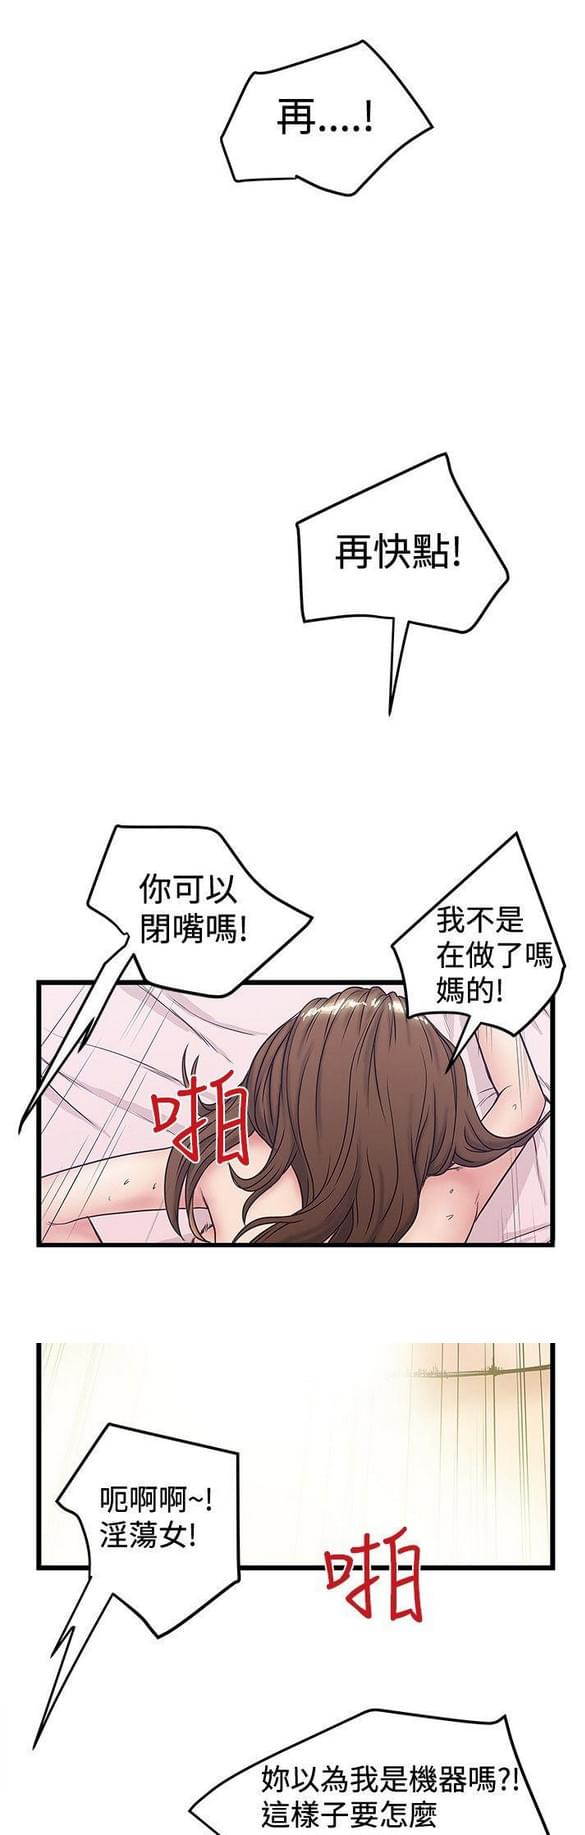 再....!
再快點!
你可以
閉嘴嗎!
我不是
在做了嗎
媽的!
啪
呃啊啊~!
淫蕩女!
啪
妳以為我是機器嗎?!
這樣子要怎麼